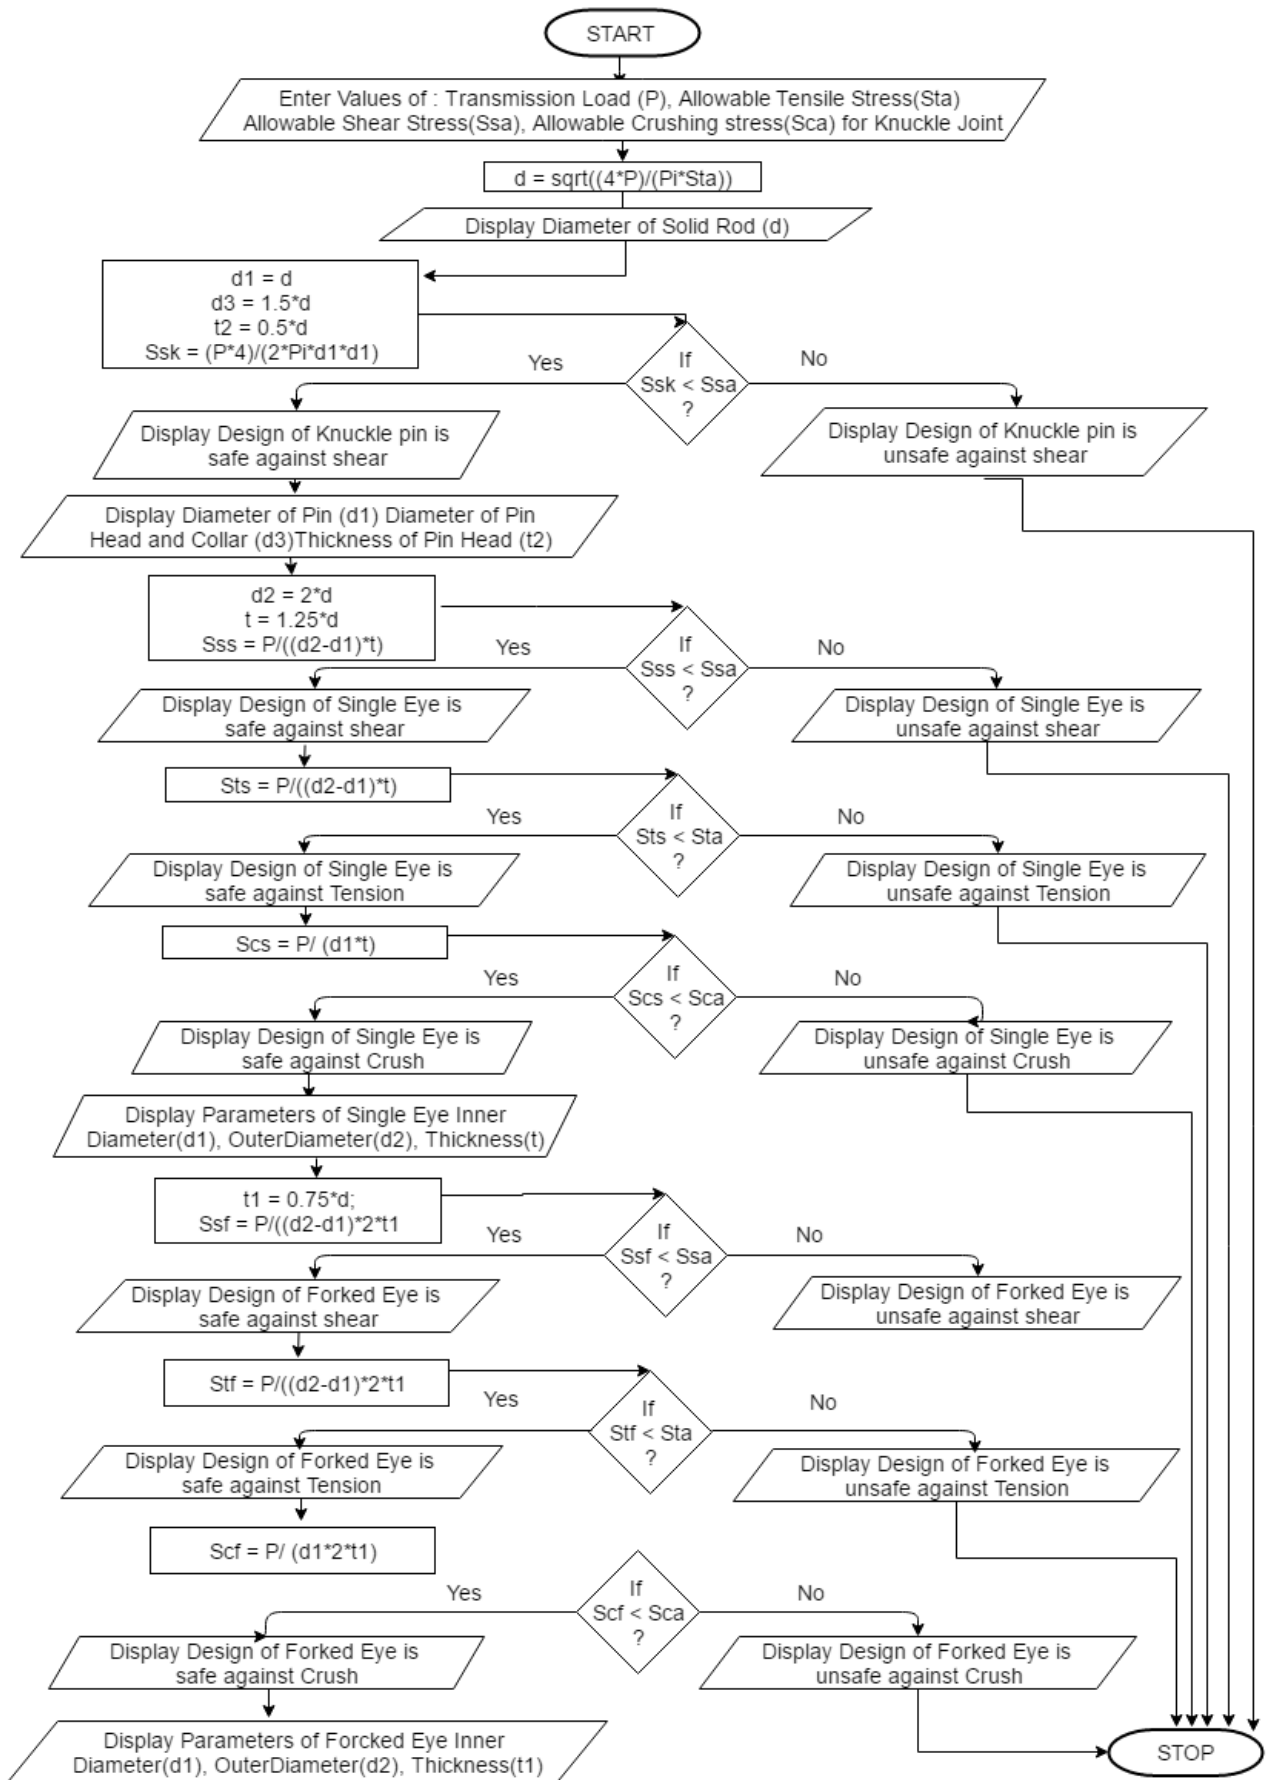 START
Enter Values of : Transmission Load (P), Allowable Tensile Stress(Sta)
Allowable Shear Stress(Ssa), Allowable Crushing stress(Sca) for Knuckle Joint
d = sqrt((4*P)/(Pi*Sta))
Display Diameter of Solid Rod (d)
d1 = d
d3 = 1.5*d
t2 = 0.5*d
Ssk = (P*4)/(2*Pi*d1*d1)
If
Ssk < Ssa
?
Yes
No
Display Design of Knuckle pin is
safe against shear
Display Design of Knuckle pin is
unsafe against shear
Display Diameter of Pin (d1) Diameter of Pin
Head and Collar (d3)Thickness of Pin Head (t2)
d2 = 2*d
t = 1.25*d
Sss = P/((d2-d1)*t)
If
Sss < Ssa
?
Yes
No
Display Design of Single Eye is
safe against shear
Display Design of Single Eye is
unsafe against shear
Sts = P/((d2-d1)*t)
If
Sts < Sta
?
Yes
No
Display Design of Single Eye is
safe against Tension
Display Design of Single Eye is
unsafe against Tension
Scs = P/ (d1*t)
If
Scs < Sca
?
Yes
No
Display Design of Single Eye is
safe against Crush
Display Design of Single Eye is
unsafe against Crush
Display Parameters of Single Eye Inner
Diameter(d1), OuterDiameter(d2), Thickness(t)
t1 = 0.75*d;
Ssf = P/((d2-d1)*2*t1
If
Ssf < Ssa
?
Yes
No
Display Design of Forked Eye is
safe against shear
Display Design of Forked Eye is
unsafe against shear
Stf = P/((d2-d1)*2*t1
If
Stf < Sta
?
Yes
No
Display Design of Forked Eye is
safe against Tension
Display Design of Forked Eye is
unsafe against Tension
Scf = P/ (d1*2*t1)
If
Scf < Sca
?
Yes
No
Display Design of Forked Eye is
safe against Crush
Display Design of Forked Eye is
unsafe against Crush
Display Parameters of Forcked Eye Inner
Diameter(d1), OuterDiameter(d2), Thickness(t1)
STOP